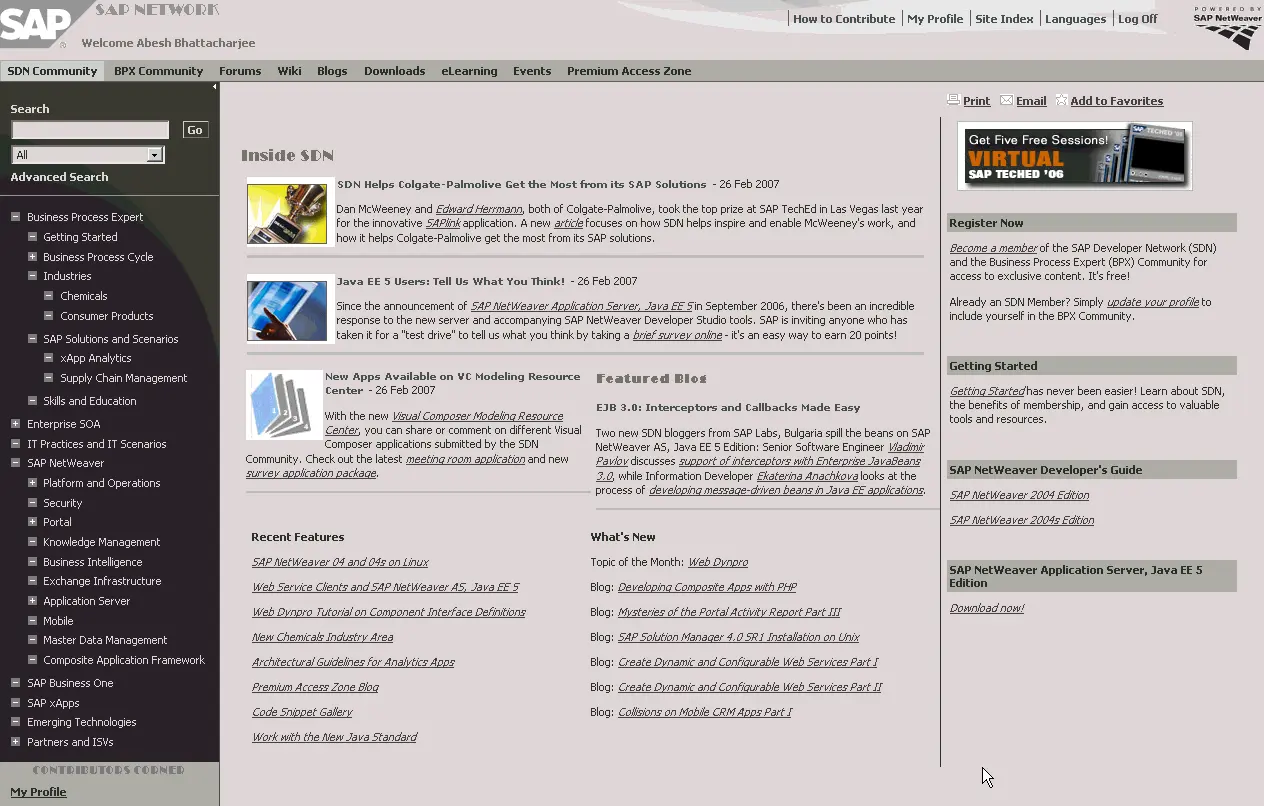 SAP NETWORK
SAP
®
Welcome Abesh Bhattacharjee
How to Contribute
My Profile
Site Index
Languages
Log Off
POWERED BY
SAP NetWeaver
SDN Community
BPX Community
Forums
Wiki
Blogs
Downloads
eLearning
Events
Premium Access Zone
Search
Go
All
Advanced Search
Business Process Expert
Getting Started
Business Process Cycle
Industries
Chemicals
Consumer Products
SAP Solutions and Scenarios
xApp Analytics
Supply Chain Management
Skills and Education
Enterprise SOA
IT Practices and IT Scenarios
SAP NetWeaver
Platform and Operations
Security
Portal
Knowledge Management
Business Intelligence
Exchange Infrastructure
Application Server
Mobile
Master Data Management
Composite Application Framework
SAP Business One
SAP xApps
Emerging Technologies
Partners and ISVs
CONTRIBUTORS CORNER
My Profile
Inside SDN
SDN Helps Colgate-Palmolive Get the Most from its SAP Solutions - 26 Feb 2007
Dan McWeeney and Edward Herrmann, both of Colgate-Palmolive, took the top prize at SAP TechEd in Las Vegas last year
for the innovative SAPlink application. A new article focuses on how SDN helps inspire and enable McWeeney's work, and
how it helps Colgate-Palmolive get the most from its SAP solutions.
Java EE 5 Users: Tell Us What You Think! - 26 Feb 2007
Since the announcement of SAP NetWeaver Application Server, Java EE 5 in September 2006, there's been an incredible
response to the new server and accompanying SAP NetWeaver Developer Studio tools. SAP is inviting anyone who has
taken it for a "test drive" to tell us what you think by taking a brief survey online - it's an easy way to earn 20 points!
1 2 3 4
New Apps Available on VC Modeling Resource
Center - 26 Feb 2007
With the new Visual Composer Modeling Resource
Center, you can share or comment on different Visual
Composer applications submitted by the SDN
Community. Check out the latest meeting room application and new
survey application package.
Featured Blog
EJB 3.0: Interceptors and Callbacks Made Easy
Two new SDN bloggers from SAP Labs, Bulgaria spill the beans on SAP
NetWeaver AS, Java EE 5 Edition: Senior Software Engineer Vladimir
Pavlov discusses support of interceptors with Enterprise JavaBeans
3.0, while Information Developer Ekaterina Anachkova looks at the
process of developing message-driven beans in Java EE applications.
Recent Features
SAP NetWeaver 04 and 04s on Linux
Web Service Clients and SAP NetWeaver AS, Java EE 5
Web Dynpro Tutorial on Component Interface Definitions
New Chemicals Industry Area
Architectural Guidelines for Analytics Apps
Premium Access Zone Blog
Code Snippet Gallery
Work with the New Java Standard
What's New
Topic of the Month: Web Dynpro
Blog: Developing Composite Apps with PHP
Blog: Mysteries of the Portal Activity Report Part III
Blog: SAP Solution Manager 4.0 SR1 Installation on Unix
Blog: Create Dynamic and Configurable Web Services Part I
Blog: Create Dynamic and Configurable Web Services Part II
Blog: Collisions on Mobile CRM Apps Part I
Print
Email
Add to Favorites
Get Five Free Sessions!
VIRTUAL
SAP TECHED '06
SAP TECHED '06
Register Now
Become a member of the SAP Developer Network (SDN)
and the Business Process Expert (BPX) Community for
access to exclusive content. It's free!
Already an SDN Member? Simply update your profile to
include yourself in the BPX Community.
Getting Started
Getting Started has never been easier! Learn about SDN,
the benefits of membership, and gain access to valuable
tools and resources.
SAP NetWeaver Developer's Guide
SAP NetWeaver 2004 Edition
SAP NetWeaver 2004s Edition
SAP NetWeaver Application Server, Java EE 5
Edition
Download now!